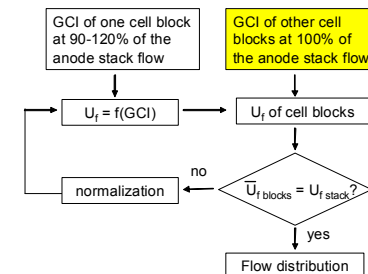 GCI of one cell block
at 90-120% of the
anode stack flow
GCI of other cell
blocks at 100% of
the anode stack flow
Uf = f(GCI)
Uf of cell blocks
no
normalization
U̅f blocks = Uf stack?
yes
Flow distribution